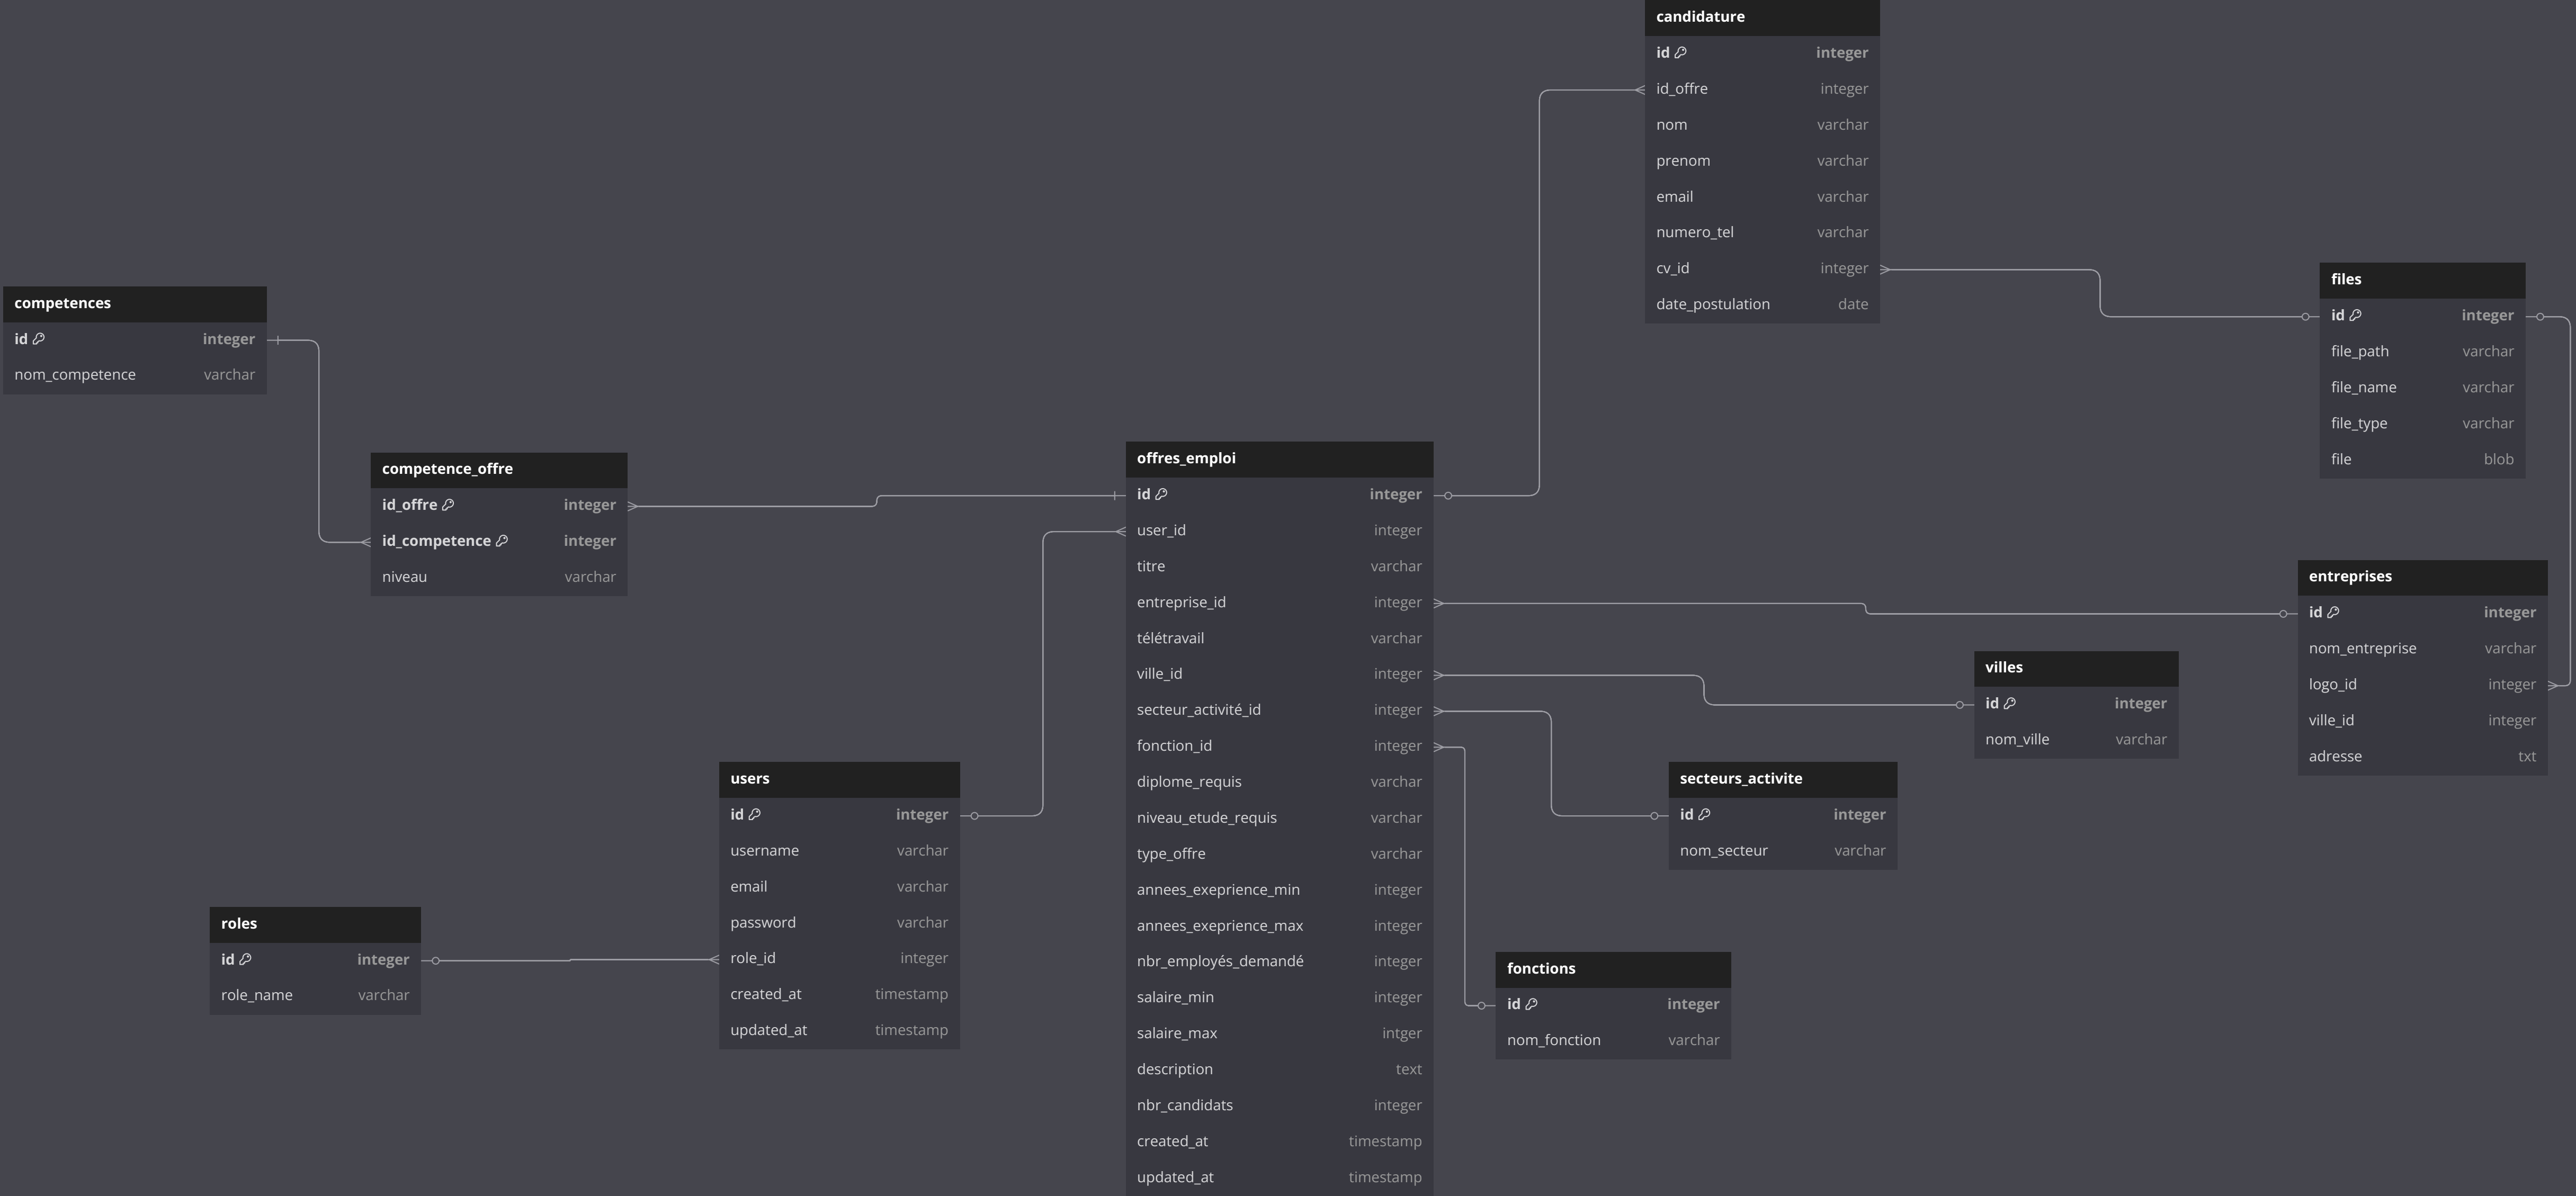 candidature
id integer
id_offre integer
nom varchar
prenom varchar
email varchar
numero_tel varchar
cv_id integer
date_postulation date
files
id integer
file_path varchar
file_name varchar
file_type varchar
file blob
competences
id integer
nom_competence varchar
competence_offre
id_offre integer
id_competence integer
niveau varchar
offres_emploi
id integer
user_id integer
titre varchar
entreprise_id integer
télétravail varchar
ville_id integer
secteur_activité_id integer
fonction_id integer
diplome_requis varchar
niveau_etude_requis varchar
type_offre varchar
annees_exeprience_min integer
annees_exeprience_max integer
nbr_employés_demandé integer
salaire_min integer
salaire_max intger
description text
nbr_candidats integer
created_at timestamp
updated_at timestamp
entreprises
id integer
nom_entreprise varchar
logo_id integer
ville_id integer
adresse txt
villes
id integer
nom_ville varchar
secteurs_activite
id integer
nom_secteur varchar
users
id integer
username varchar
email varchar
password varchar
role_id integer
created_at timestamp
updated_at timestamp
roles
id integer
role_name varchar
fonctions
id integer
nom_fonction varchar